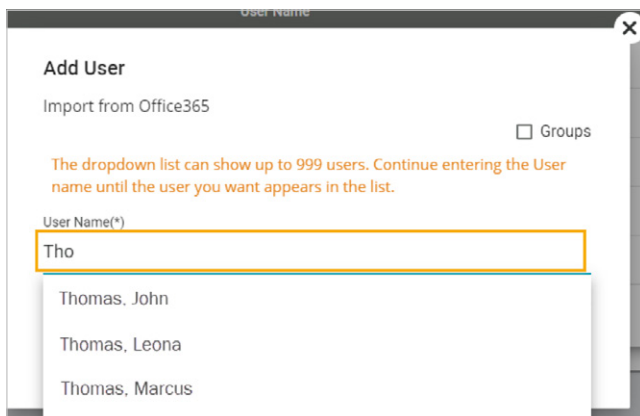 User Name
Add User
Import from Office365
Groups
The dropdown list can show up to 999 users. Continue entering the User
name until the user you want appears in the list.
User Name(*)
Tho
Thomas, John
Thomas, Leona
Thomas, Marcus